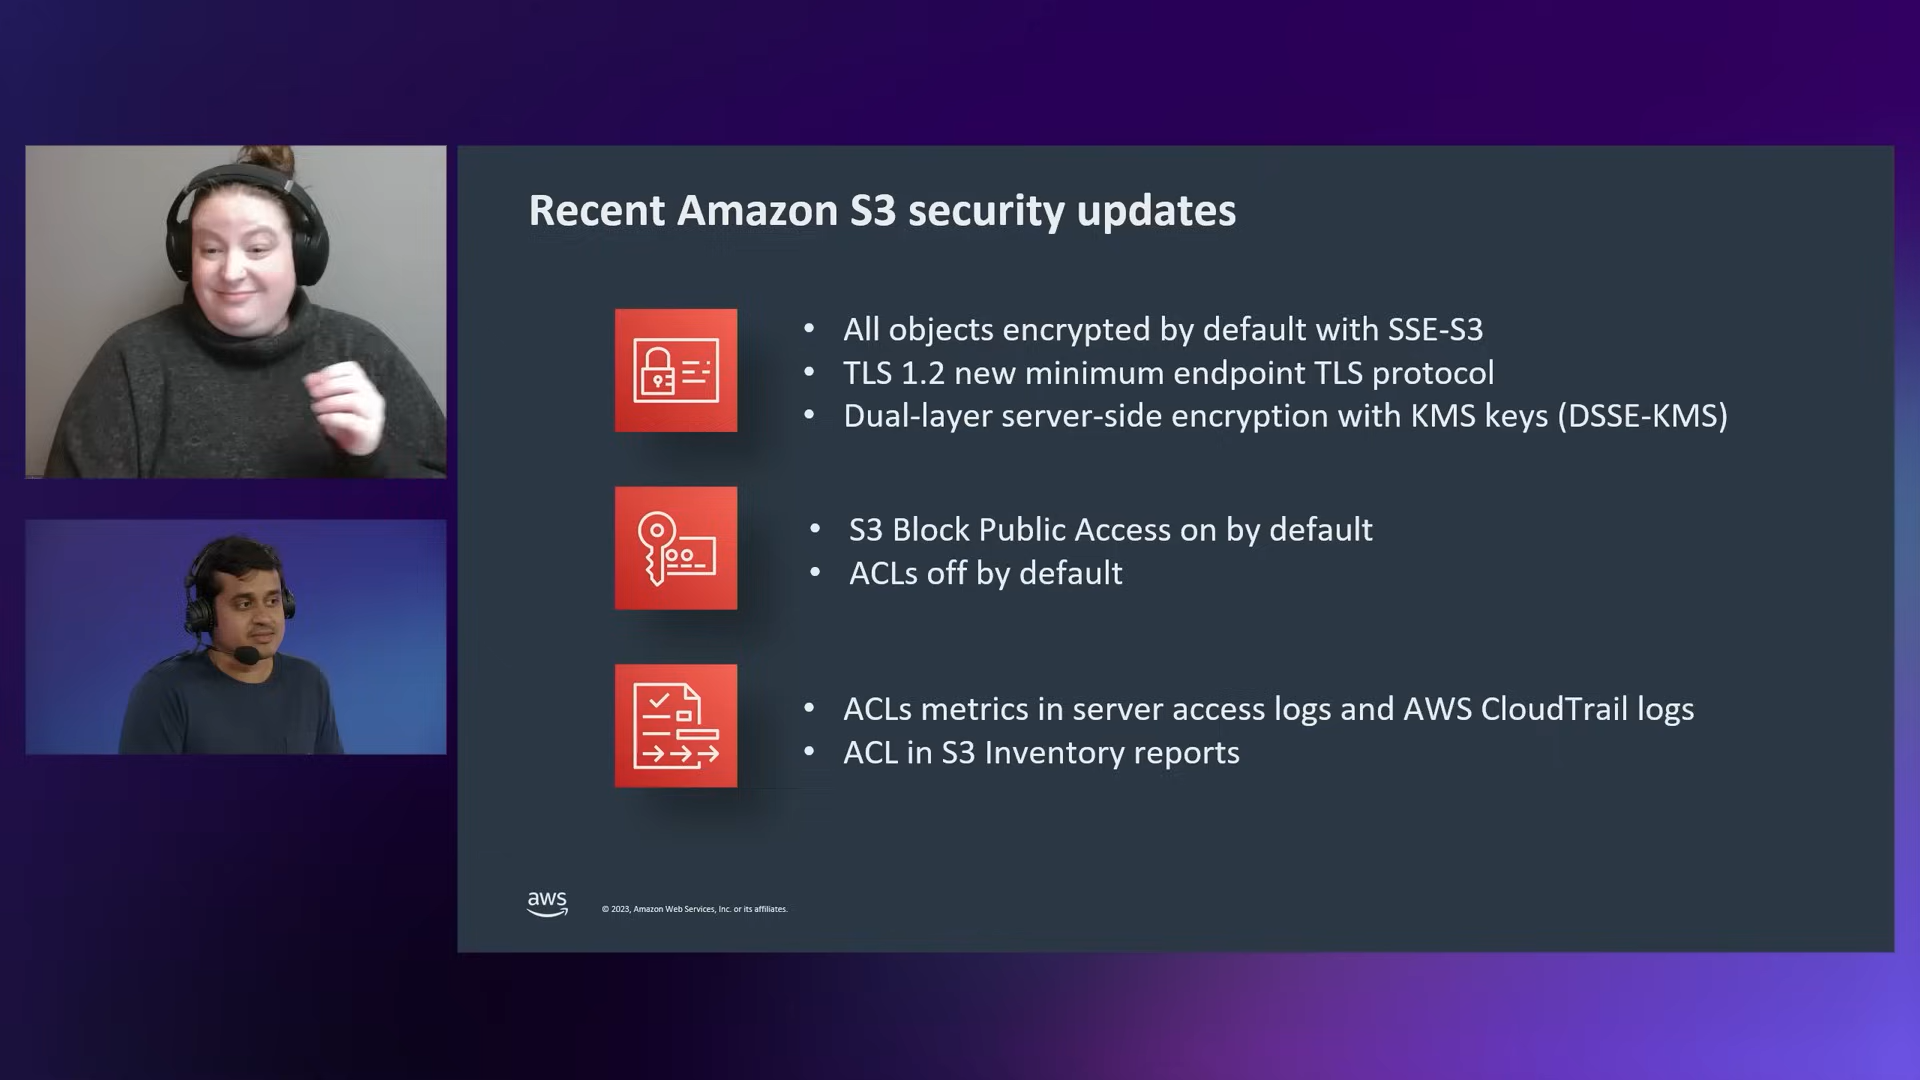 Recent Amazon S3 security updates
• All objects encrypted by default with SSE-S3
• TLS 1.2 new minimum endpoint TLS protocol
• Dual-layer server-side encryption with KMS keys (DSSE-KMS)
• S3 Block Public Access on by default
• ACLs off by default
• ACLs metrics in server access logs and AWS CloudTrail logs
• ACL in S3 Inventory reports
aws
© 2023, Amazon Web Services, Inc. or its affiliates.